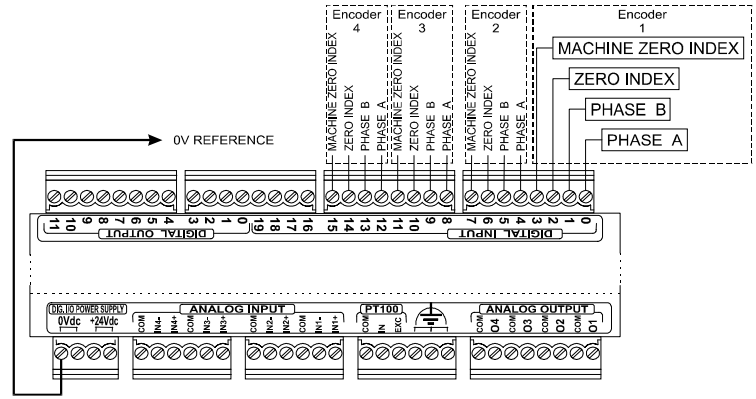 Encoder
4
Encoder
3
Encoder
2
Encoder
1
MACHINE ZERO INDEX
ZERO INDEX
PHASE B
PHASE A
MACHINE ZERO INDEX
ZERO INDEX
PHASE B
PHASE A
MACHINE ZERO INDEX
ZERO INDEX
PHASE B
PHASE A
MACHINE ZERO INDEX
ZERO INDEX
PHASE B
PHASE A
0V REFERENCE
11 10 9 8 7 6 5 4 3 2 1 0 19 18 17 16 15 14 13 12 11 10 9 8 7 6 5 4 3 2 1 0
DIGITAL OUTPUT
DIGITAL INPUT
DIG. IO POWER SUPPLY
0Vdc +24Vdc
ANALOG INPUT
COM IN4- IN4+ COM IN3- IN3+ COM IN2- IN2+ COM IN1- IN1+
PT100
COM IN EXC
ANALOG OUTPUT
COM O4 COM O3 COM O2 COM O1